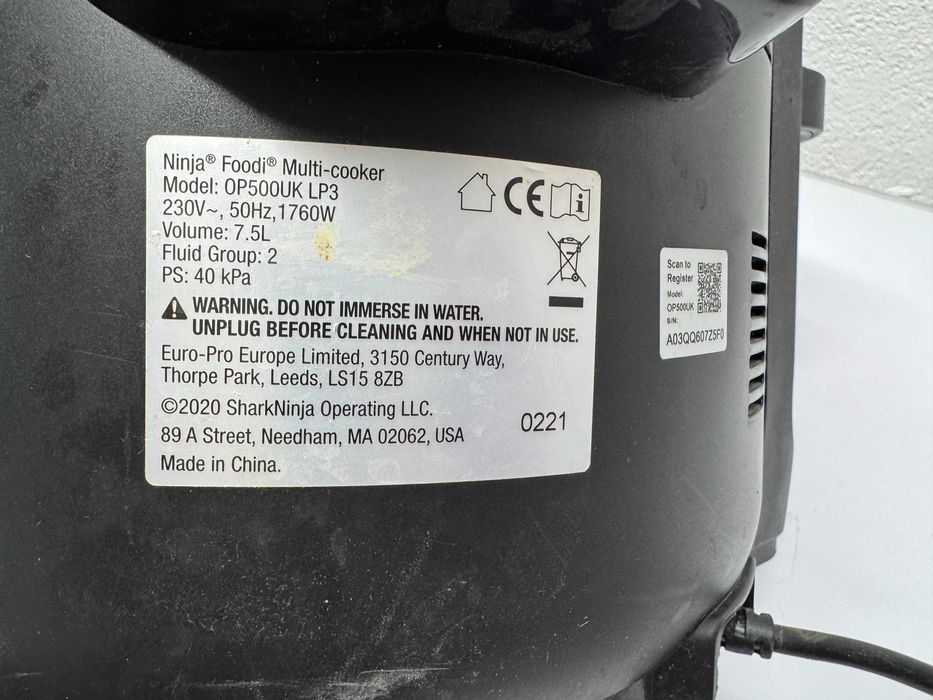 Ninja® Foodi® Multi-cooker
Model: OP500UK LP3
230V~, 50Hz,1760W
Volume: 7.5L
Fluid Group: 2
PS: 40 kPa
WARNING. DO NOT IMMERSE IN WATER.
UNPLUG BEFORE CLEANING AND WHEN NOT IN USE.
Euro-Pro Europe Limited, 3150 Century Way,
Thorpe Park, Leeds, LS15 8ZB
©2020 SharkNinja Operating LLC.
89 A Street, Needham, MA 02062, USA
Made in China.
0221
CE
Scan to
Register
Model:
OP500UK
S/N:
A03QQ607Z5F0